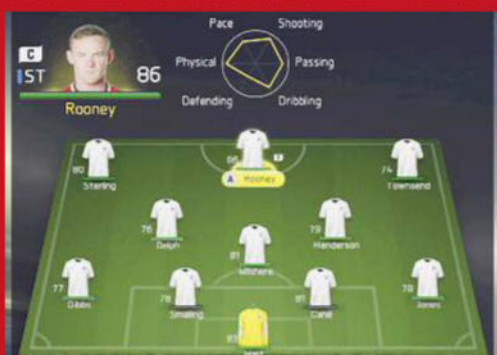 C
ST 86
Rooney
Pace Shooting
Physical Passing
Defending Dribbling
80 86 74
Sterling A Rooney Townsend
76 79
Delph Henderson
81
Wilshere
77 78 81 78
Gibbs Smalling Cahill Jones
83
Hart